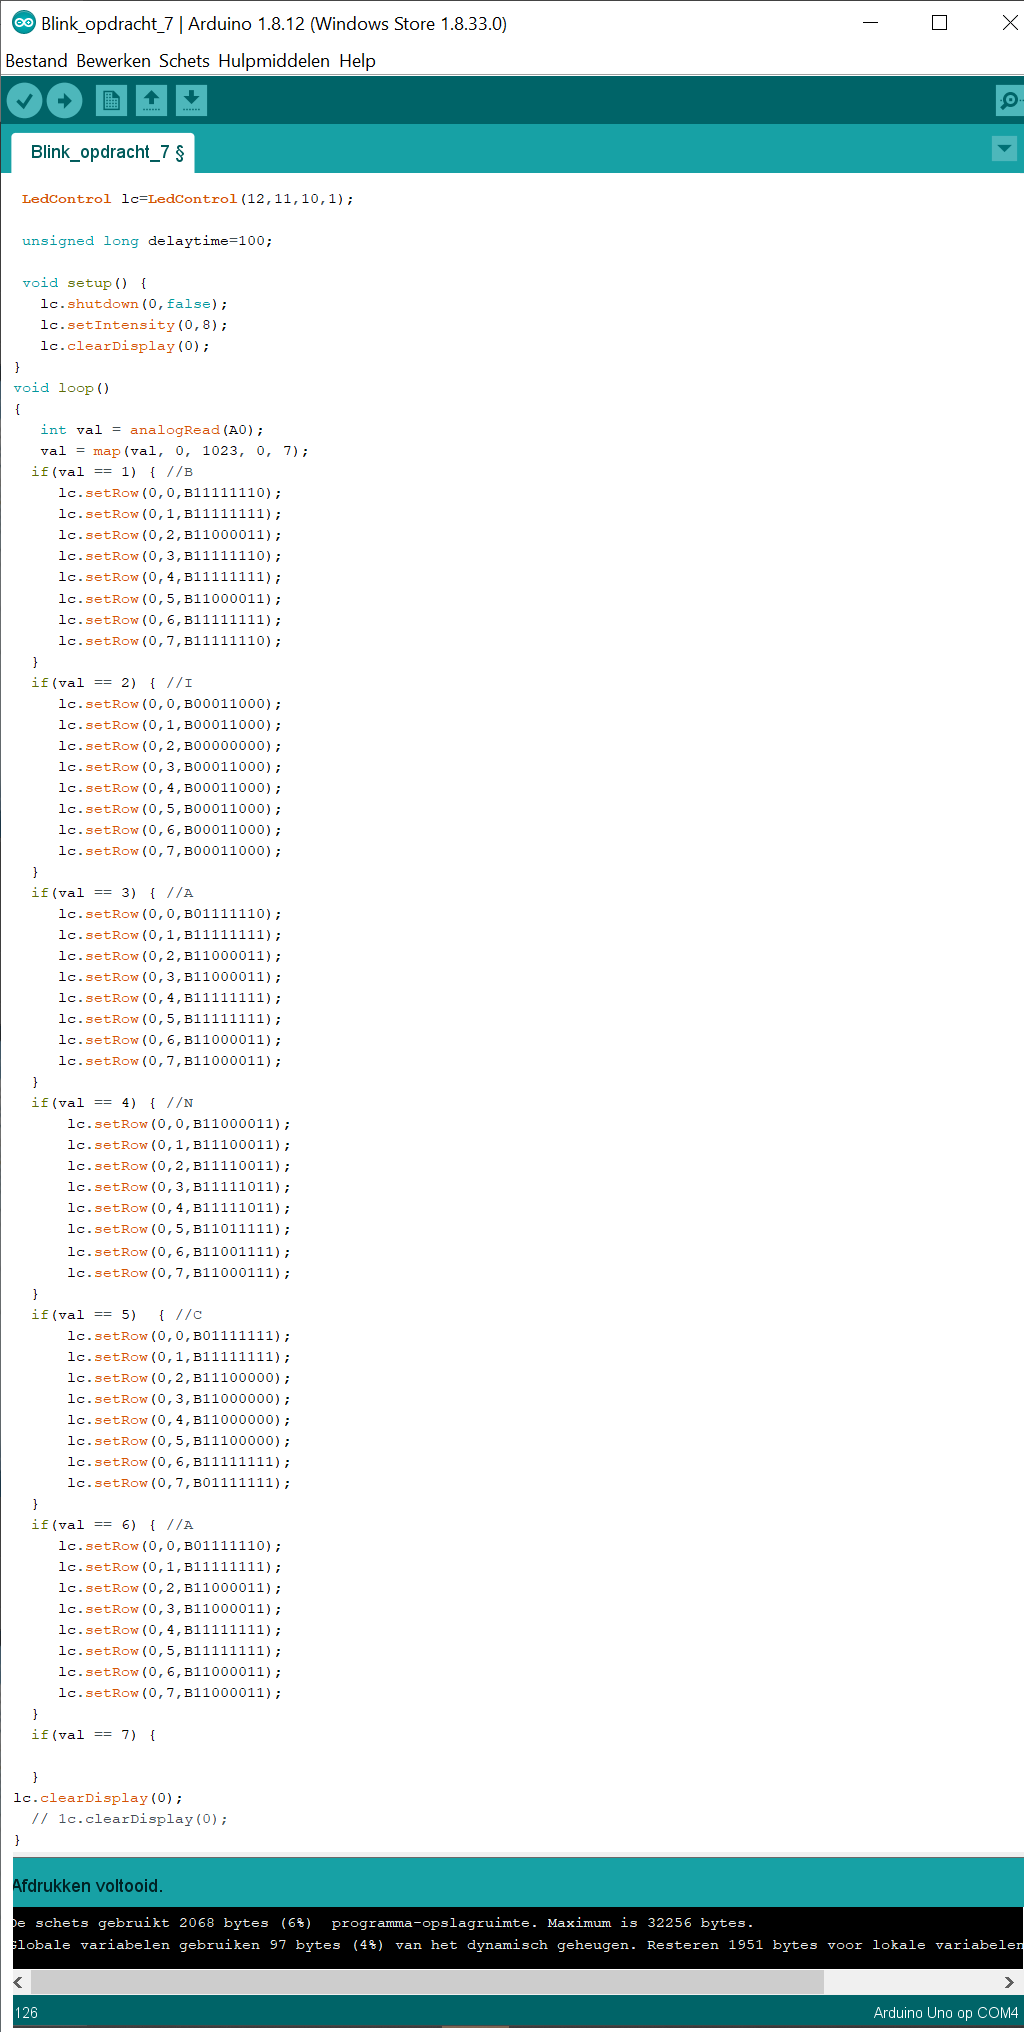 Blink_opdracht_7 | Arduino 1.8.12 (Windows Store 1.8.33.0)
Bestand Bewerken Schets Hulpmiddelen Help
Blink_opdracht_7 §
LedControl lc=LedControl(12,11,10,1);
unsigned long delaytime=100;
void setup() {
lc.shutdown(0,false);
lc.setIntensity(0,8);
lc.clearDisplay(0);
}
void loop()
{
int val = analogRead(A0);
val = map(val, 0, 1023, 0, 7);
if(val == 1) { //B
lc.setRow(0,0,B11111110);
lc.setRow(0,1,B11111111);
lc.setRow(0,2,B11000011);
lc.setRow(0,3,B11111110);
lc.setRow(0,4,B11111111);
lc.setRow(0,5,B11000011);
lc.setRow(0,6,B11111111);
lc.setRow(0,7,B11111110);
}
if(val == 2) { //I
lc.setRow(0,0,B00011000);
lc.setRow(0,1,B00011000);
lc.setRow(0,2,B00000000);
lc.setRow(0,3,B00011000);
lc.setRow(0,4,B00011000);
lc.setRow(0,5,B00011000);
lc.setRow(0,6,B00011000);
lc.setRow(0,7,B00011000);
}
if(val == 3) { //A
lc.setRow(0,0,B01111110);
lc.setRow(0,1,B11111111);
lc.setRow(0,2,B11000011);
lc.setRow(0,3,B11000011);
lc.setRow(0,4,B11111111);
lc.setRow(0,5,B11111111);
lc.setRow(0,6,B11000011);
lc.setRow(0,7,B11000011);
}
if(val == 4) { //N
lc.setRow(0,0,B11000011);
lc.setRow(0,1,B11100011);
lc.setRow(0,2,B11110011);
lc.setRow(0,3,B11111011);
lc.setRow(0,4,B11111011);
lc.setRow(0,5,B11011111);
lc.setRow(0,6,B11001111);
lc.setRow(0,7,B11000111);
}
if(val == 5)  { //C
lc.setRow(0,0,B01111111);
lc.setRow(0,1,B11111111);
lc.setRow(0,2,B11100000);
lc.setRow(0,3,B11000000);
lc.setRow(0,4,B11000000);
lc.setRow(0,5,B11100000);
lc.setRow(0,6,B11111111);
lc.setRow(0,7,B01111111);
}
if(val == 6) { //A
lc.setRow(0,0,B01111110);
lc.setRow(0,1,B11111111);
lc.setRow(0,2,B11000011);
lc.setRow(0,3,B11000011);
lc.setRow(0,4,B11111111);
lc.setRow(0,5,B11111111);
lc.setRow(0,6,B11000011);
lc.setRow(0,7,B11000011);
}
if(val == 7) {
}
lc.clearDisplay(0);
// 1c.clearDisplay(0);
}
Afdrukken voltooid.
De schets gebruikt 2068 bytes (6%)  programma-opslagruimte. Maximum is 32256 bytes.
Globale variabelen gebruiken 97 bytes (4%) van het dynamisch geheugen. Resteren 1951 bytes voor lokale variabelen
126
Arduino Uno op COM4